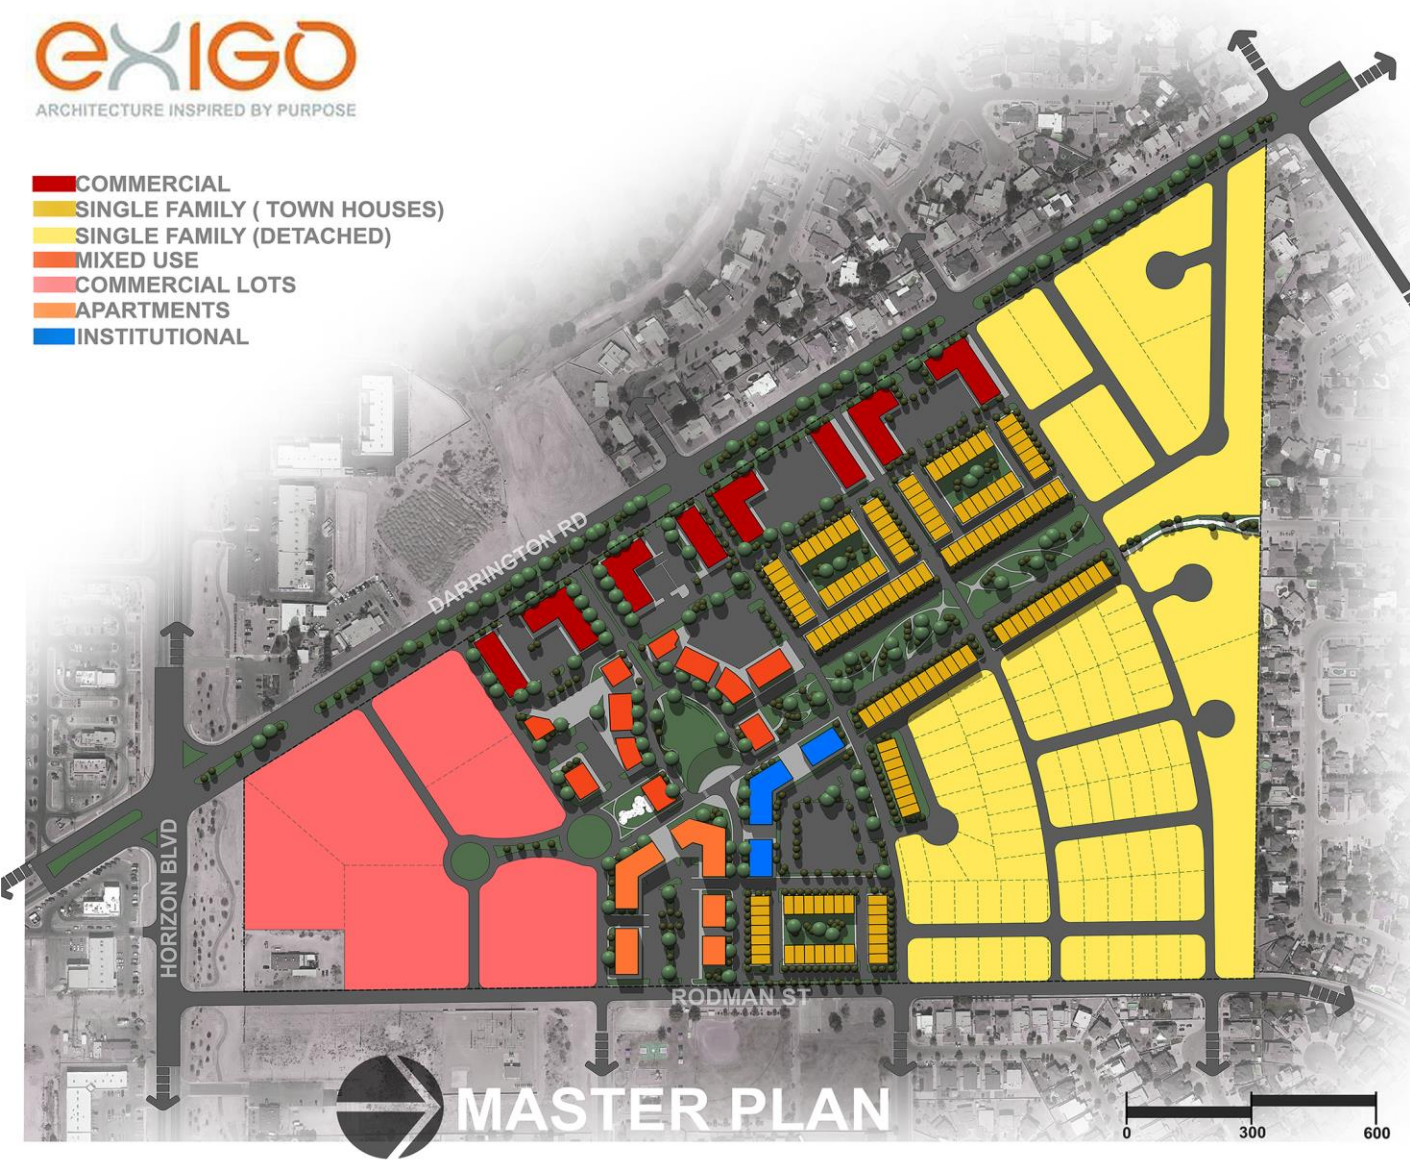 eXIGO
ARCHITECTURE INSPIRED BY PURPOSE
COMMERCIAL
SINGLE FAMILY ( TOWN HOUSES)
SINGLE FAMILY (DETACHED)
MIXED USE
COMMERCIAL LOTS
APARTMENTS
INSTITUTIONAL
DARRINGTON RD
HORIZON BLVD
RODMAN ST
MASTER PLAN
0 300 600